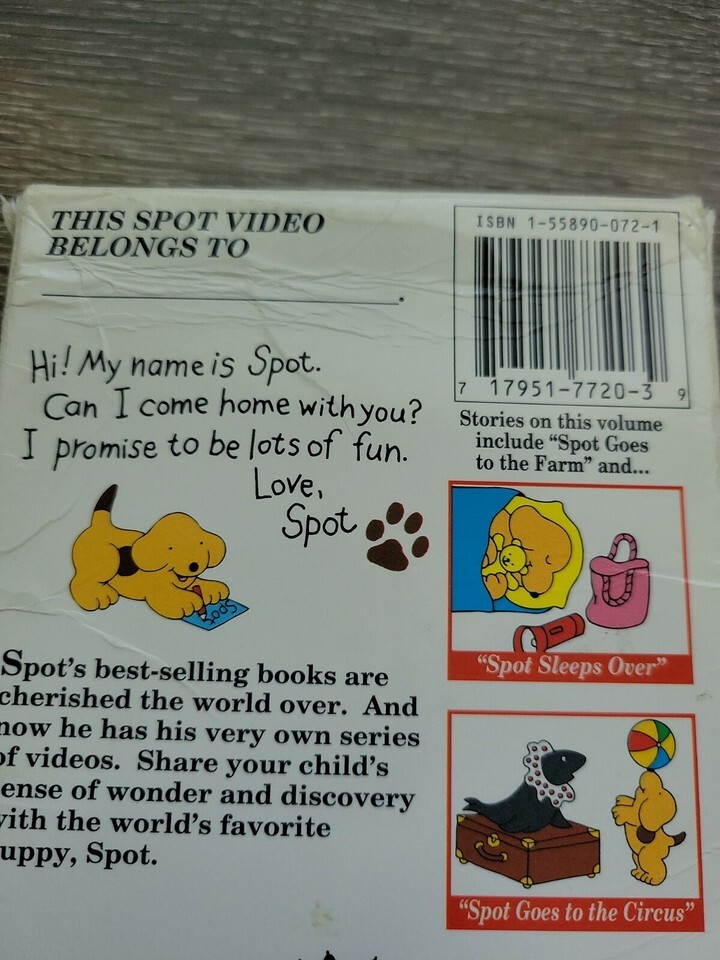 THIS SPOT VIDEO
BELONGS TO
Hi! My name is Spot.
Can I come home with you?
I promise to be lots of fun.
Love,
Spot
SPOT
Spot's best-selling books are
cherished the world over. And
now he has his very own series
of videos. Share your child's
ense of wonder and discovery
with the world's favorite
uppy, Spot.
ISBN 1-55890-072-1
7 17951-7720-3 9
Stories on this volume
include "Spot Goes
to the Farm" and...
"Spot Sleeps Over"
"Spot Goes to the Circus"